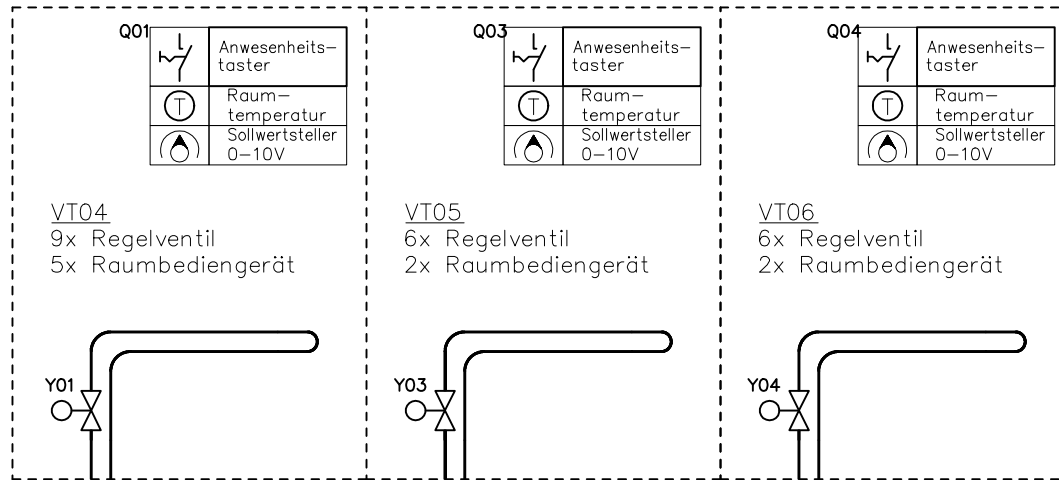 Q01
Anwesenheits-
taster
T
Raum-
temperatur
Sollwertsteller
0-10V
VT04
9x Regelventil
5x Raumbediengerät
Y01
Q03
Anwesenheits-
taster
T
Raum-
temperatur
Sollwertsteller
0-10V
VT05
6x Regelventil
2x Raumbediengerät
Y03
Q04
Anwesenheits-
taster
T
Raum-
temperatur
Sollwertsteller
0-10V
VT06
6x Regelventil
2x Raumbediengerät
Y04